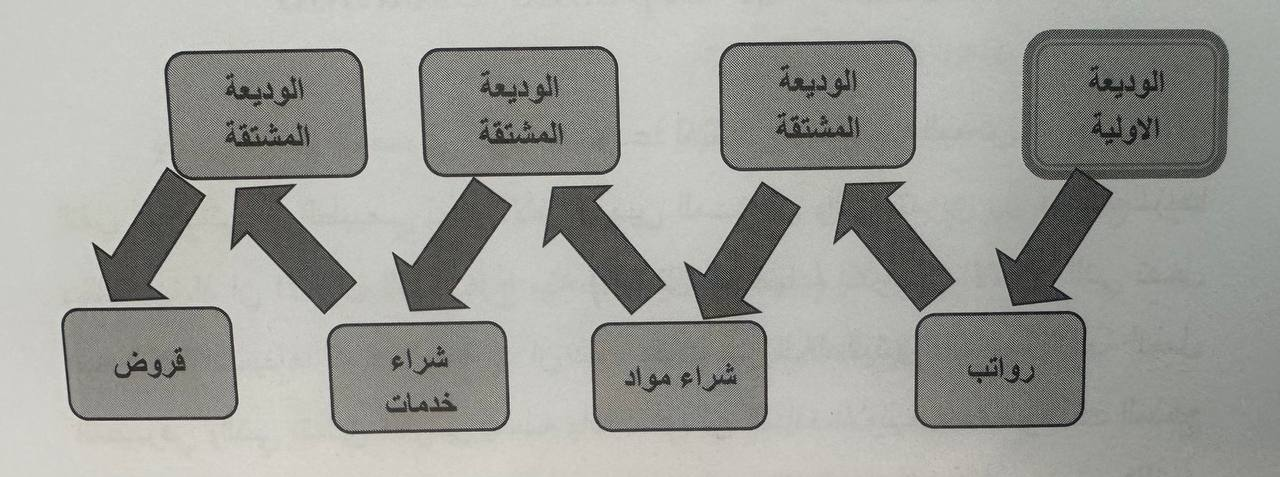 الوديعة
الاولية
الوديعة
المشتقة
الوديعة
المشتقة
الوديعة
المشتقة
رواتب
شراء مواد
شراء
خدمات
قروض